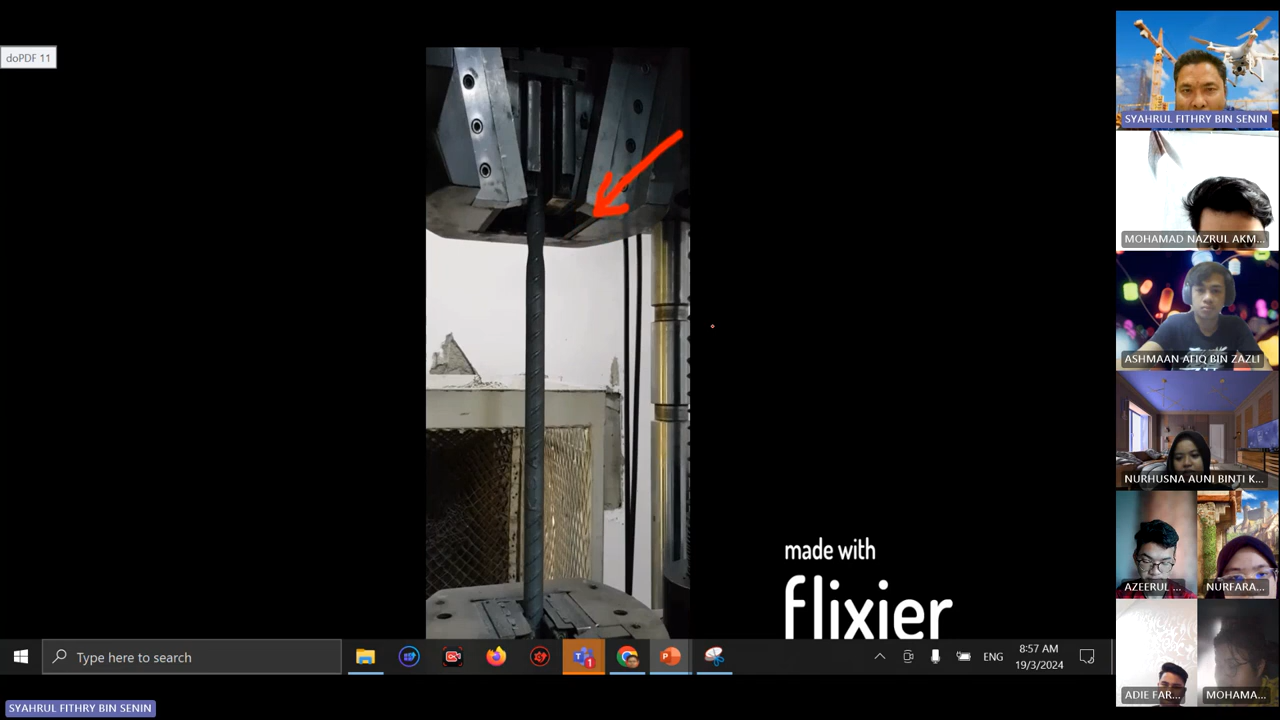 doPDF 11
made with
flixier
Type here to search
1
ENG
8:57 AM
19/3/2024
SYAHRUL FITHRY BIN SENIN
SYAHRUL FITHRY BIN SENIN
MOHAMAD NAZRUL AKM...
ASHMAAN AFIQ BIN ZAZLI
NURHUSNA AUNI BINTI K...
AZEERUL ...
NURFARA...
ADIE FAR...
MOHAMA...